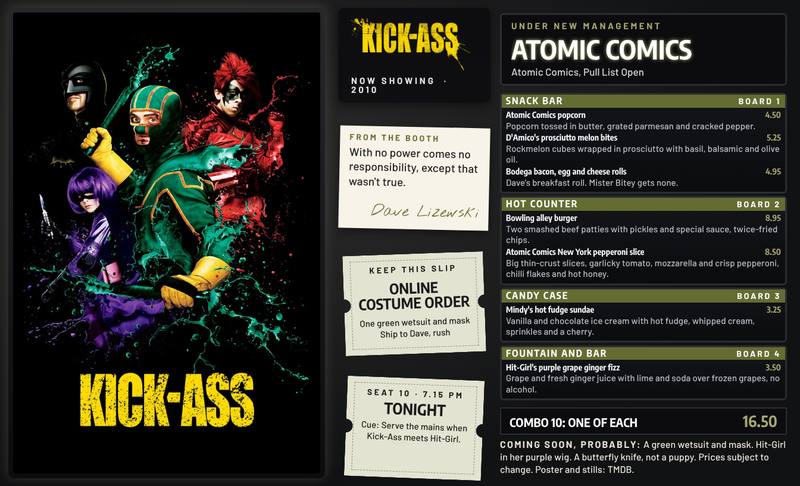 KICK-ASS
KICK-ASS
NOW SHOWING ·
2010
FROM THE BOOTH
With no power comes no
responsibility, except that
wasn't true.
Dave Lizewski
KEEP THIS SLIP
ONLINE
COSTUME ORDER
One green wetsuit and mask
Ship to Dave, rush
SEAT 10 · 7.15 PM
TONIGHT
Cue: Serve the mains when
Kick-Ass meets Hit-Girl.
UNDER NEW MANAGEMENT
ATOMIC COMICS
Atomic Comics, Pull List Open
SNACK BAR BOARD 1
Atomic Comics popcorn 4.50
Popcorn tossed in butter, grated parmesan and cracked pepper.
D'Amico's prosciutto melon bites 5.25
Rockmelon cubes wrapped in prosciutto with basil, balsamic and olive
oil.
Bodega bacon, egg and cheese rolls 4.95
Dave's breakfast roll. Mister Bitey gets none.
HOT COUNTER BOARD 2
Bowling alley burger 8.95
Two smashed beef patties with pickles and special sauce, twice-fried
chips.
Atomic Comics New York pepperoni slice 8.50
Big thin-crust slices, garlicky tomato, mozzarella and crisp pepperoni,
chilli flakes and hot honey.
CANDY CASE BOARD 3
Mindy's hot fudge sundae 3.25
Vanilla and chocolate ice cream with hot fudge, whipped cream,
sprinkles and a cherry.
FOUNTAIN AND BAR BOARD 4
Hit-Girl's purple grape ginger fizz 3.50
Grape and fresh ginger juice with lime and soda over frozen grapes, no
alcohol.
COMBO 10: ONE OF EACH 16.50
COMING SOON, PROBABLY: A green wetsuit and mask. Hit-Girl
in her purple wig. A butterfly knife, not a puppy. Prices subject to
change. Poster and stills: TMDB.